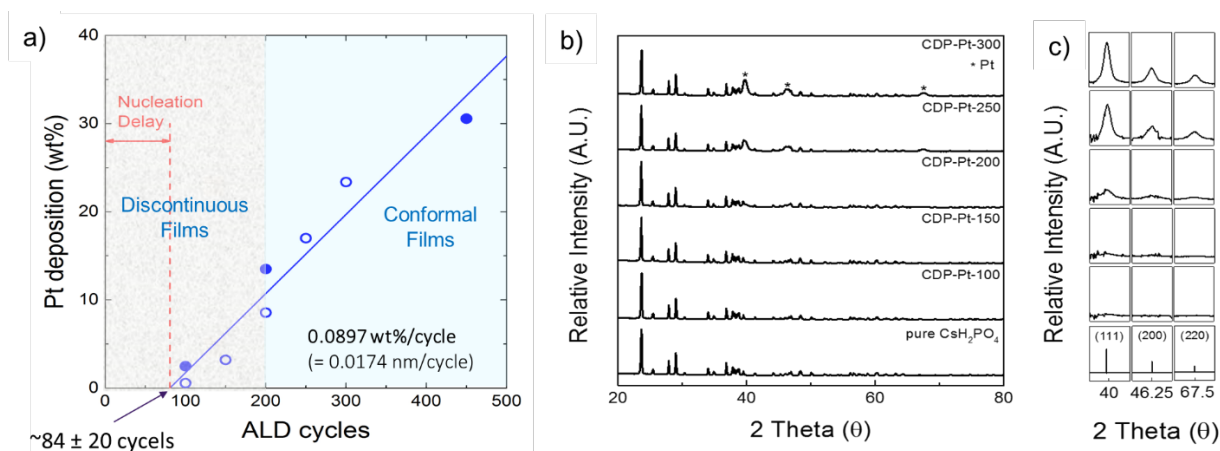 a)
Pt deposition (wt%)
40
30
20
10
0
Nucleation
Delay
Discontinuous
Films
Conformal
Films
0.0897 wt%/cycle
(= 0.0174 nm/cycle)
0 100 200 300 400 500
~84 ± 20 cycels
ALD cycles
b)
Relative Intensity (A.U.)
CDP-Pt-300
* Pt
* * *
CDP-Pt-250
CDP-Pt-200
CDP-Pt-150
CDP-Pt-100
pure CsH₂PO₄
20 40 60 80
2 Theta (θ)
c)
Relative Intensity (A.U.)
(111) (200) (220)
40 46.25 67.5
2 Theta (θ)